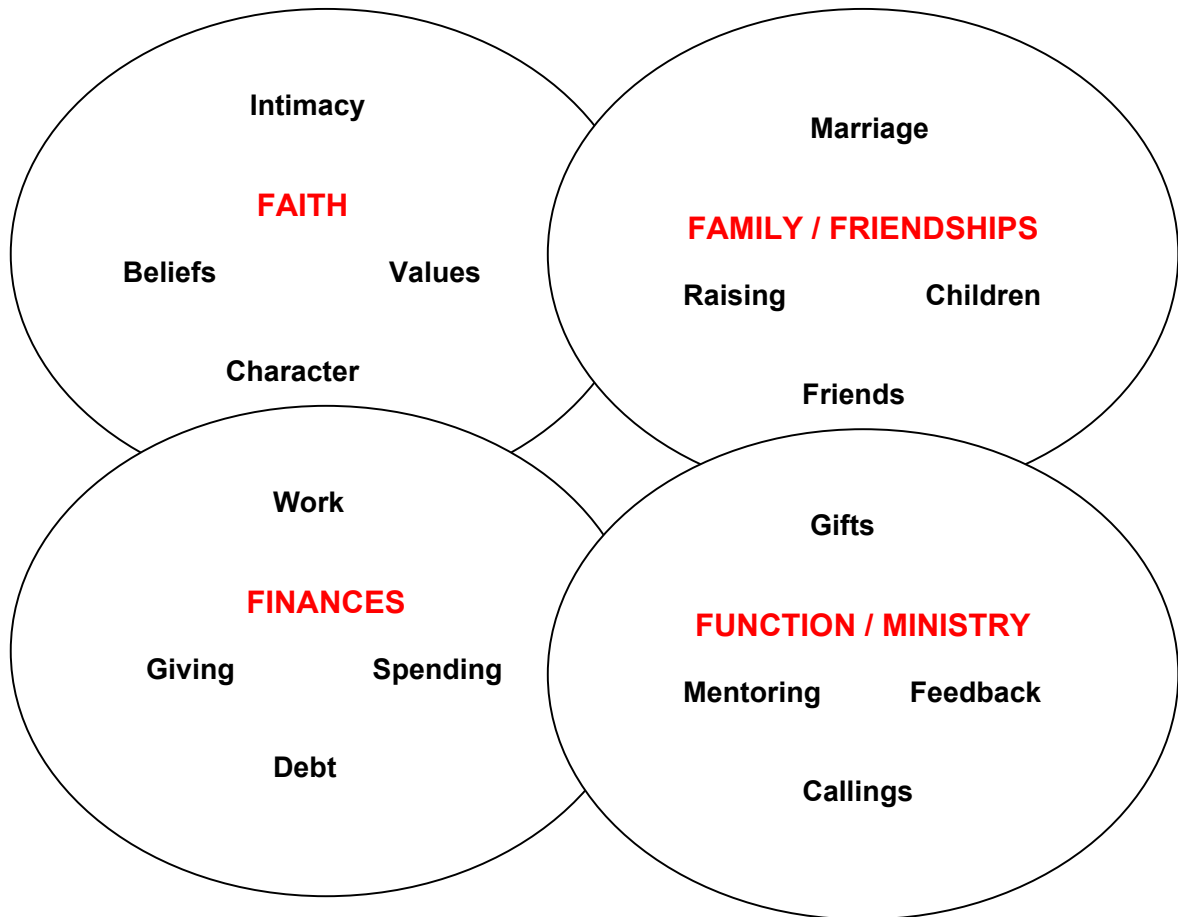 Intimacy
FAITH
Beliefs Values
Character
Marriage
FAMILY / FRIENDSHIPS
Raising Children
Friends
Work
FINANCES
Giving Spending
Debt
Gifts
FUNCTION / MINISTRY
Mentoring Feedback
Callings